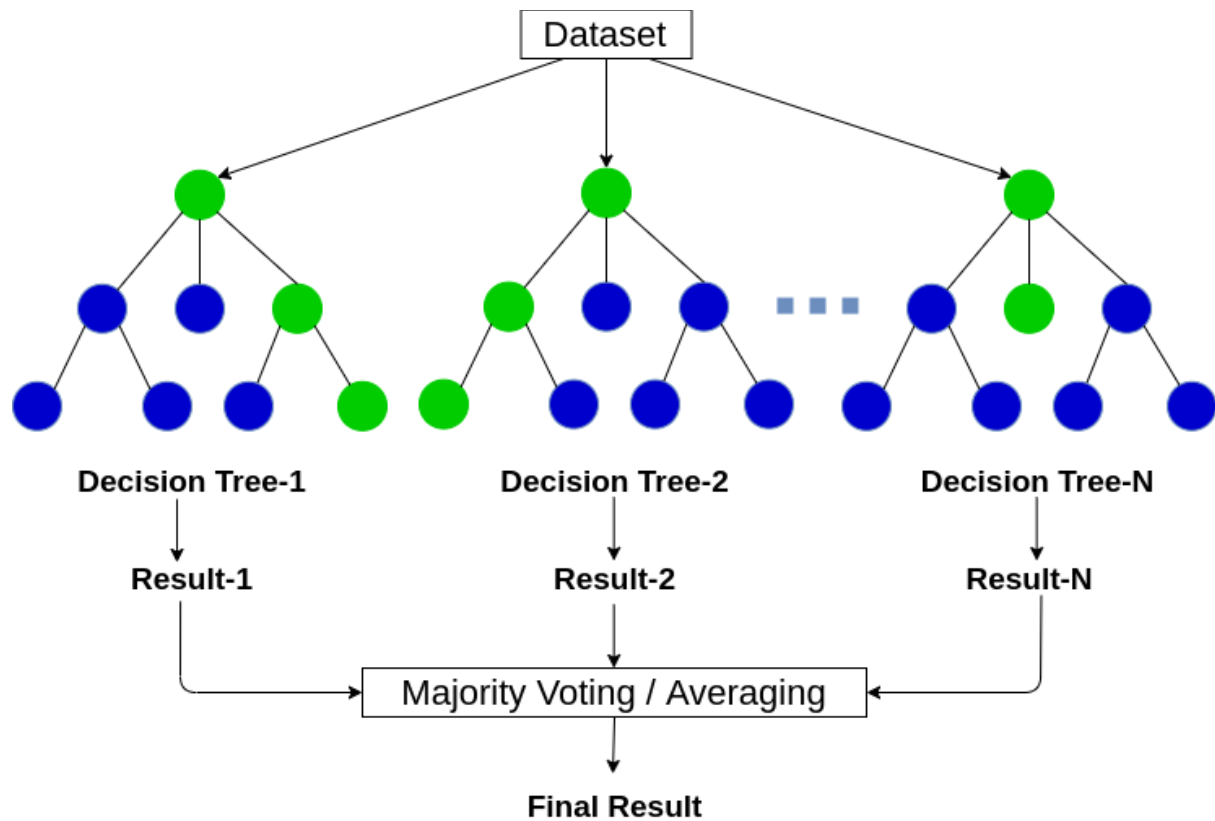 Dataset
Decision Tree-1
Decision Tree-2
Decision Tree-N
Result-1
Result-2
Result-N
Majority Voting / Averaging
Final Result